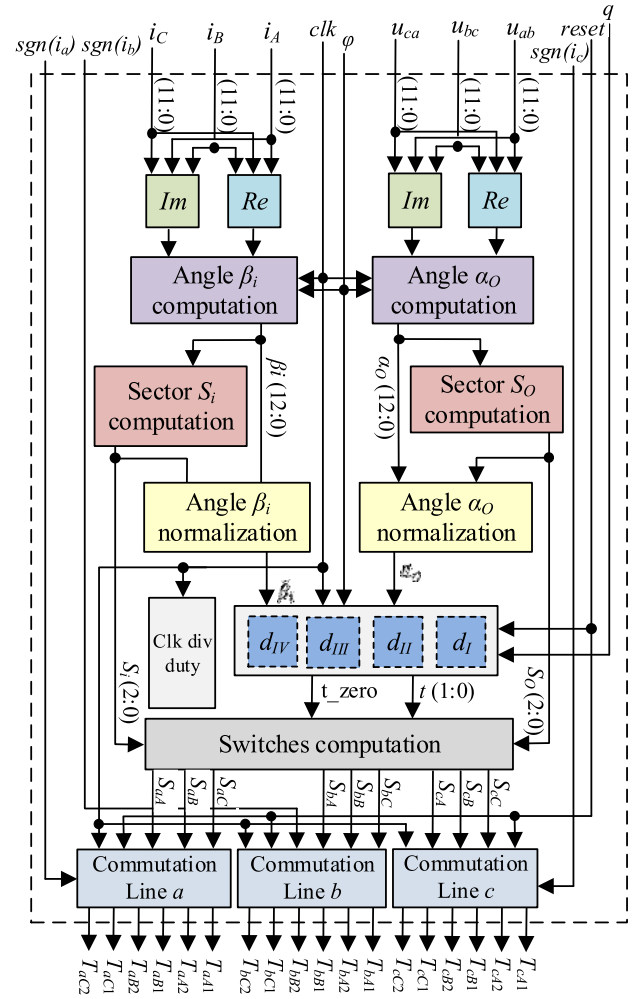 q
sgn(ia) sgn(ib) iC iB iA clk φ uca ubc uab reset
sgn(ic)
(11:0) (11:0) (11:0) (11:0) (11:0) (11:0)
Im Re Im Re
Angle βi
computation
Angle αO
computation
βi (12:0)
αO (12:0)
Sector Si
computation
Sector SO
computation
Angle βi
normalization
Angle αO
normalization
Clk div
duty
dIV dIII dII dI
Si (2:0)
t_zero t (1:0)
SO (2:0)
Switches computation
SaA SaB SaC SbA SbB SbC ScA ScB ScC
Commutation
Line a
Commutation
Line b
Commutation
Line c
TaC2 TaC1 TaB2 TaB1 TaA2 TaA1 TbC2 TbC1 TbB2 TbB1 TbA2 TbA1 TcC2 TcC1 TcB2 TcB1 TcA2 TcA1